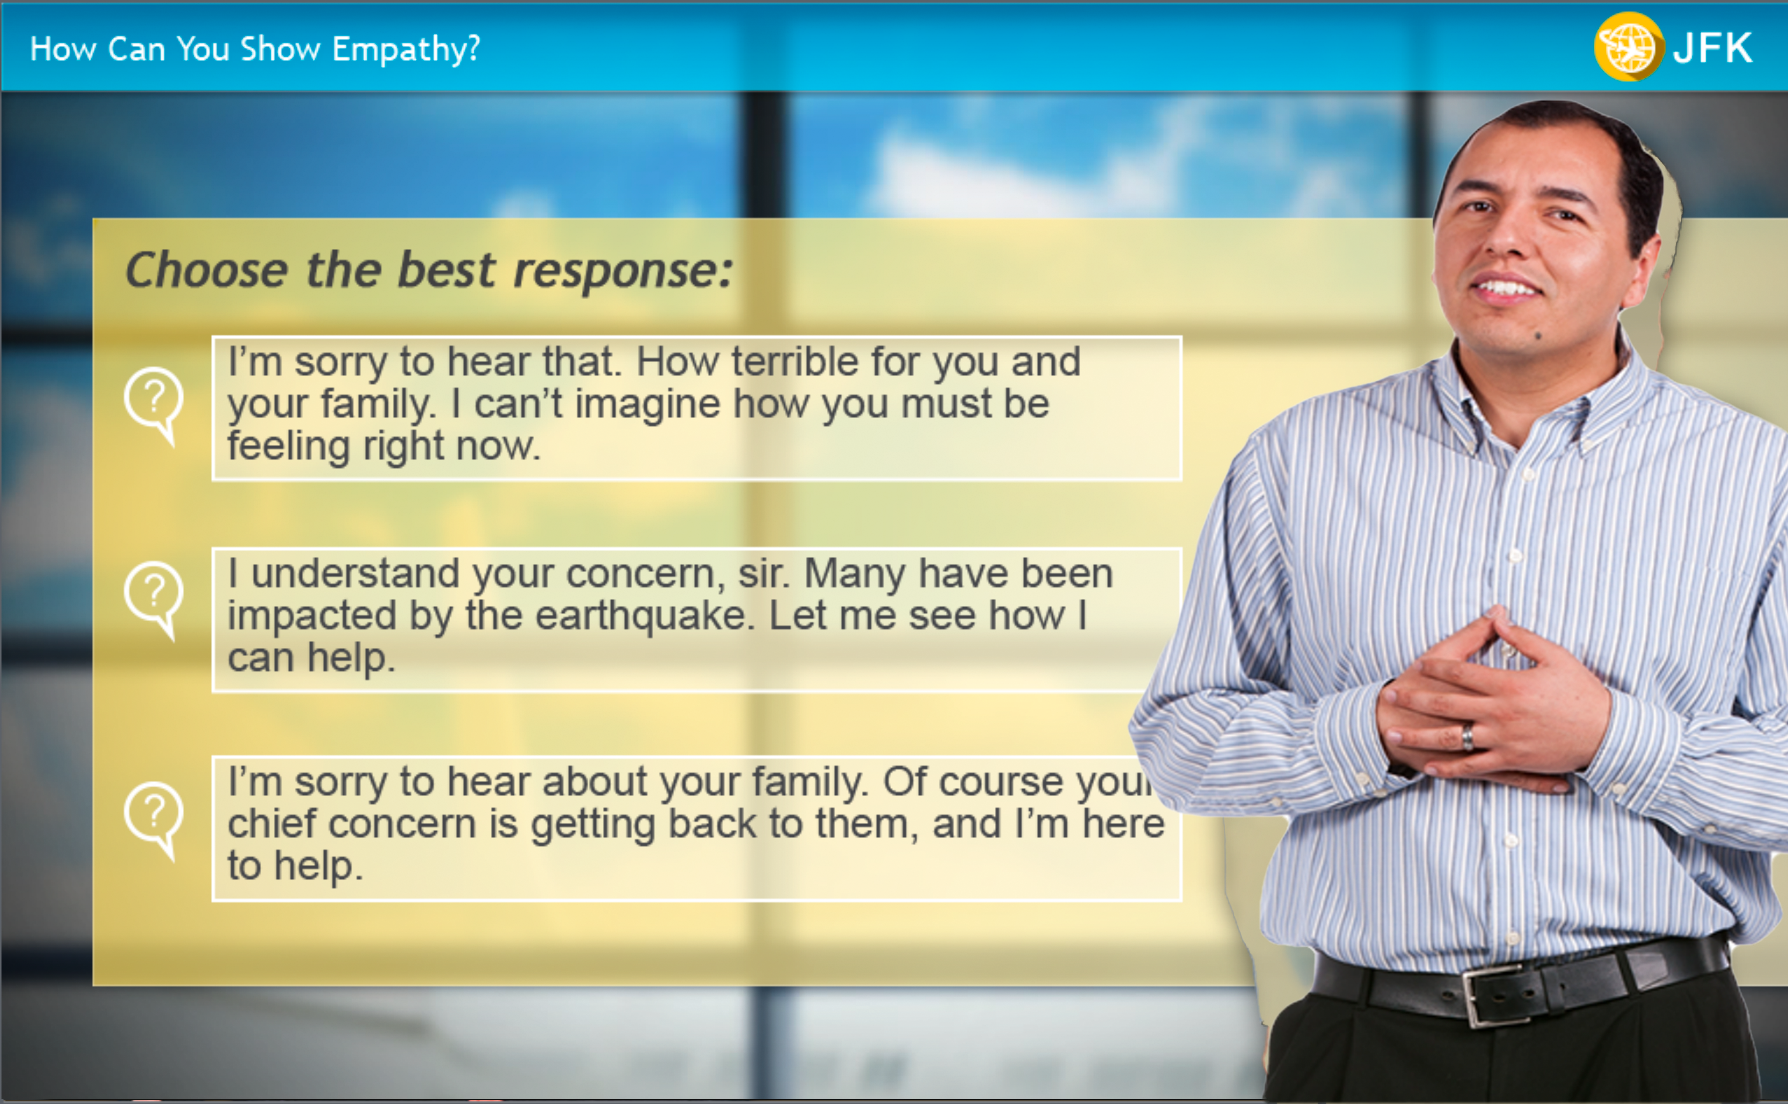 How Can You Show Empathy?
JFK
Choose the best response:
I'm sorry to hear that. How terrible for you and
your family. I can't imagine how you must be
feeling right now.
I understand your concern, sir. Many have been
impacted by the earthquake. Let me see how I
can help.
I'm sorry to hear about your family. Of course your
chief concern is getting back to them, and I'm here
to help.